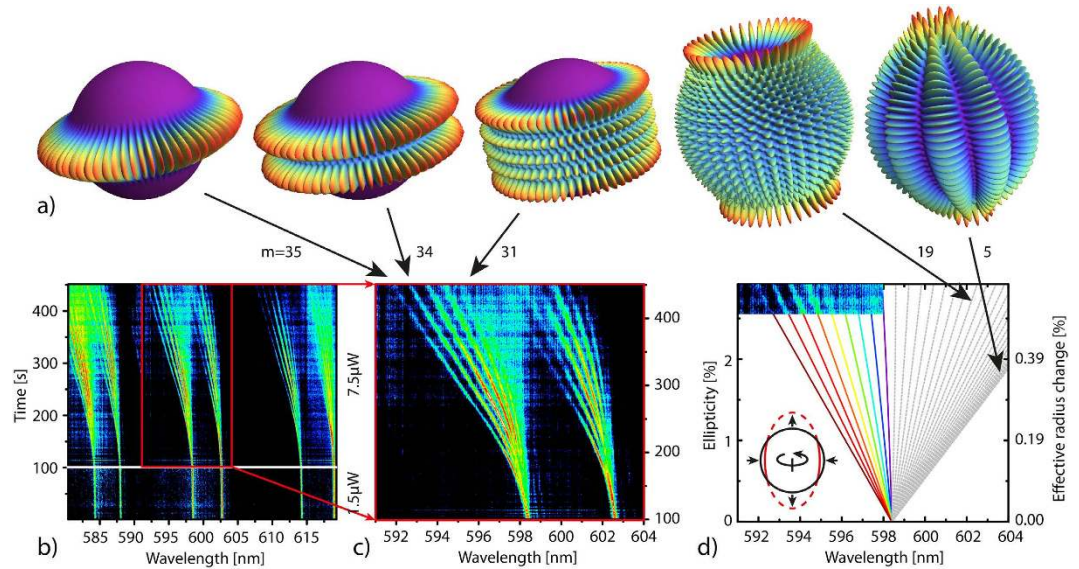 a)
m=35
34
31
19
5
400
300
200
100
Time [s]
7.5µW
1.5µW
585 590 595 600 605 610 615
Wavelength [nm]
b)
400
300
200
100
592 594 596 598 600 602 604
Wavelength [nm]
c)
2
1
0
Ellipticity [%]
0.39
0.19
0.00
Effective radius change [%]
592 594 596 598 600 602 604
Wavelength [nm]
d)